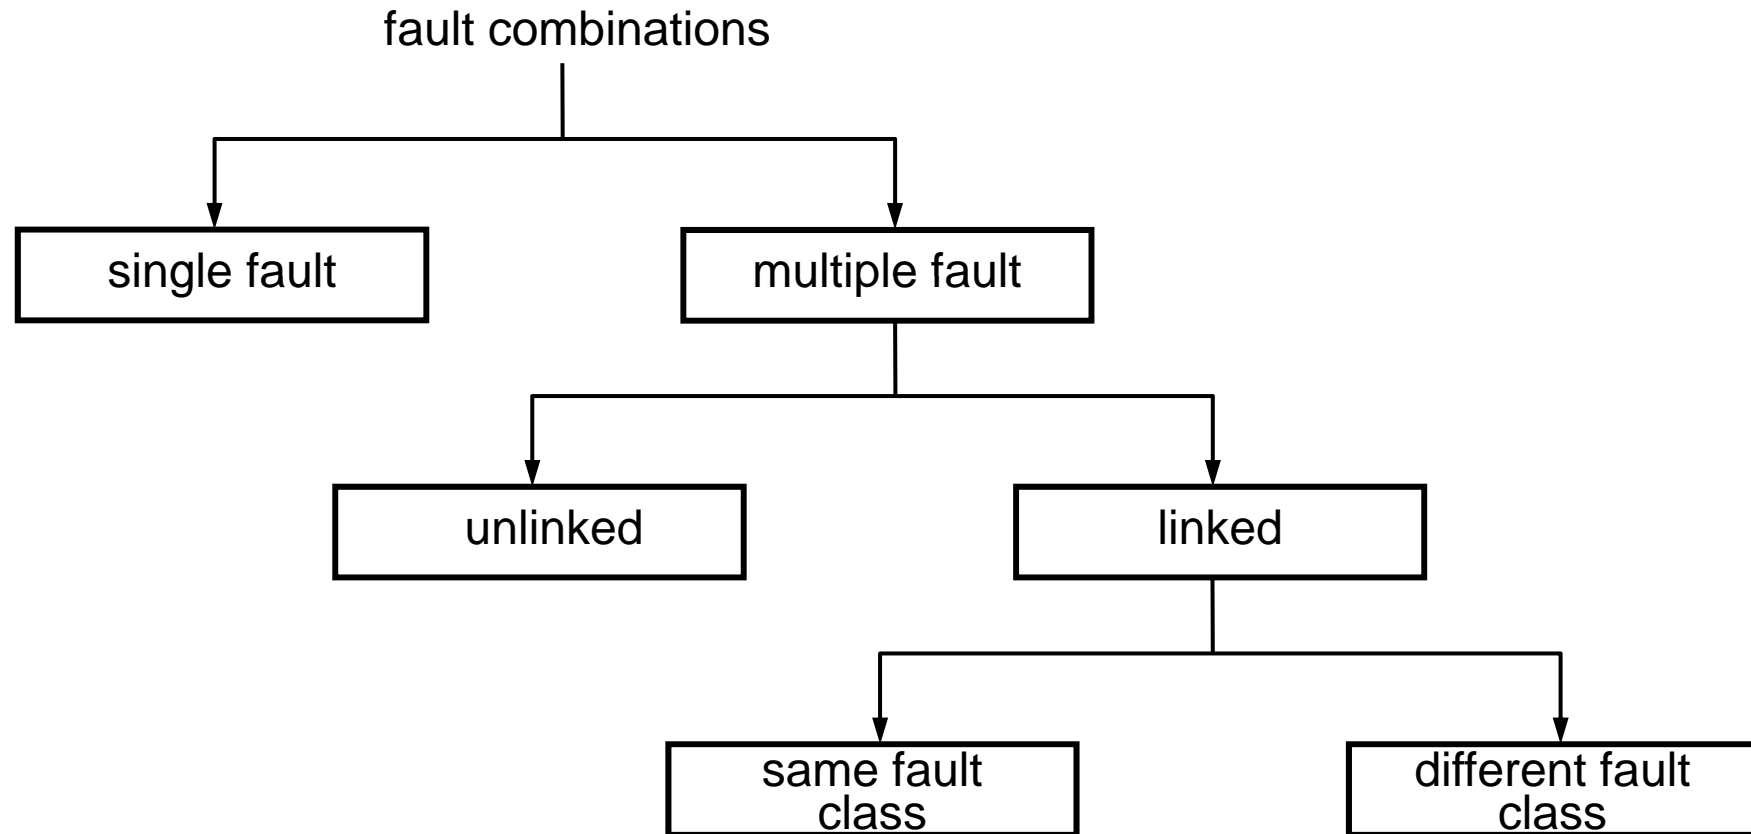 fault combinations
single fault
multiple fault
unlinked
linked
same fault
class
different fault
class